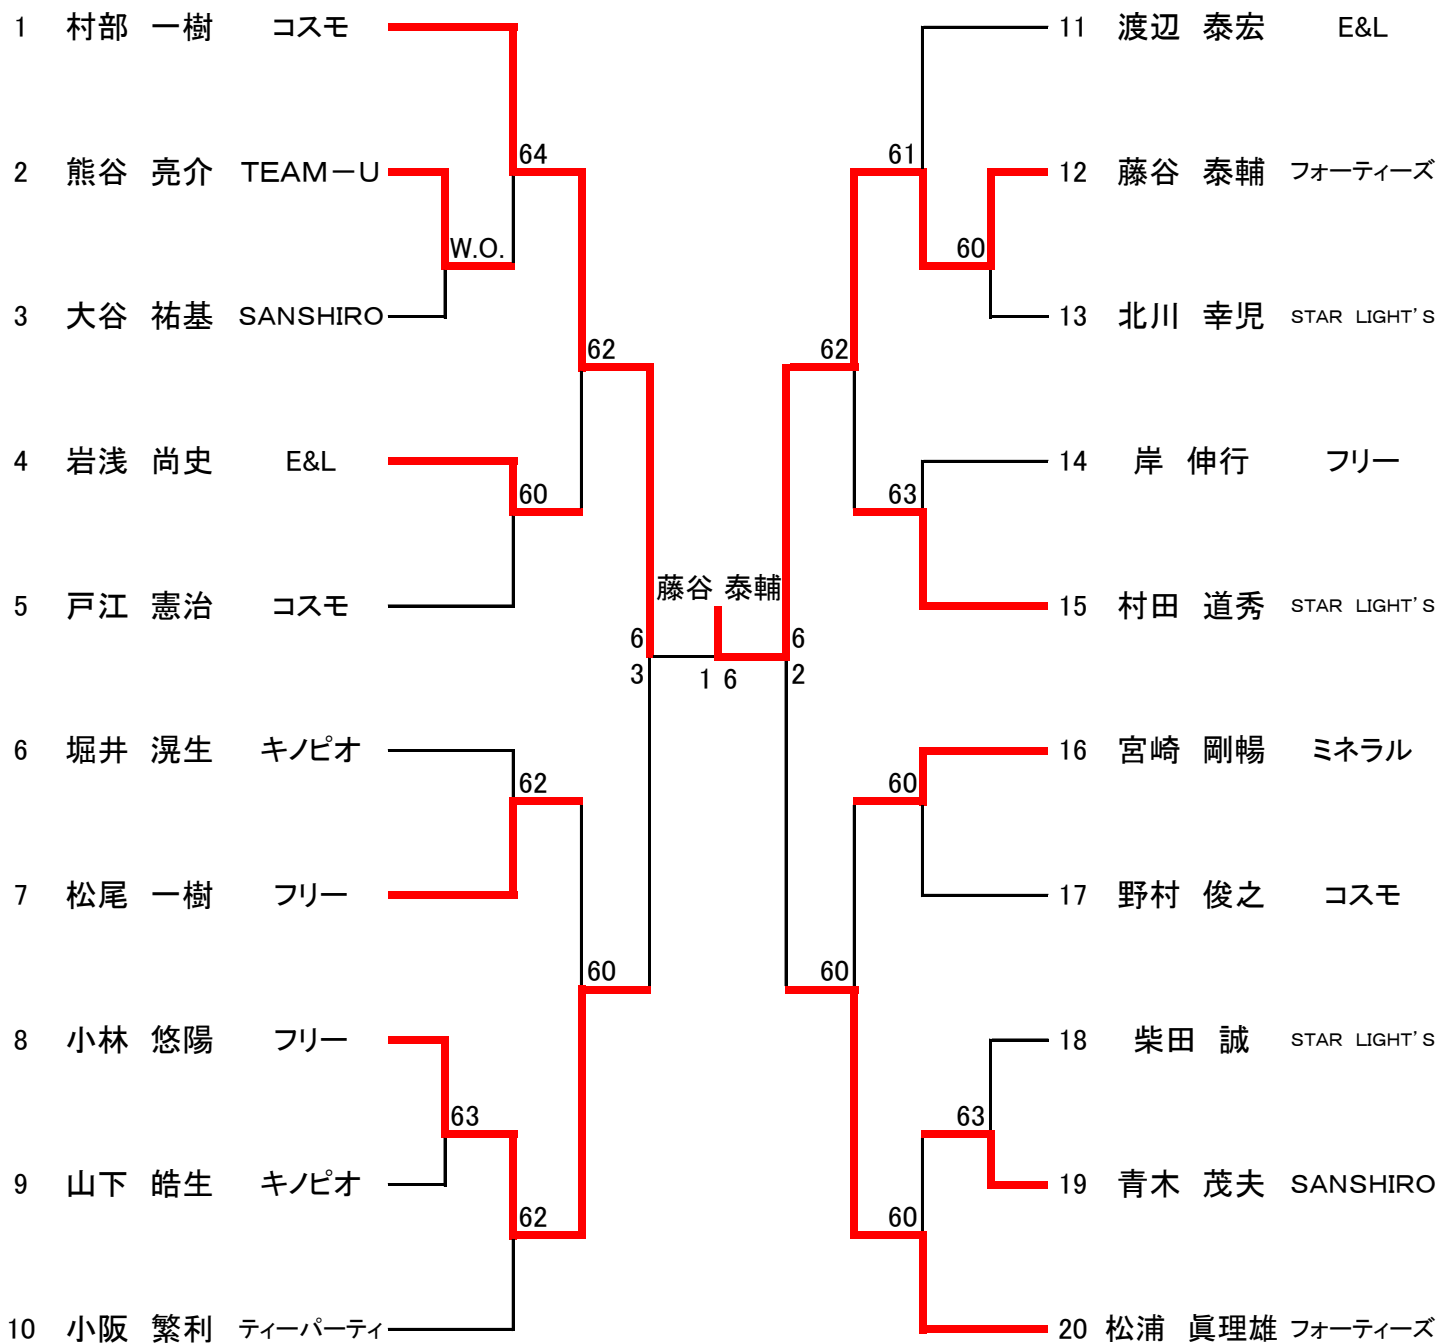 1 村部 一樹 コスモ
11 渡辺 泰宏 E&L
64
61
2 熊谷 亮介 TEAM－U
12 藤谷 泰輔 フォーティーズ
W.O.
60
3 大谷 祐基 SANSHIRO
13 北川 幸児 STAR LIGHT'S
62
62
4 岩浅 尚史 E&L
14 岸 伸行 フリー
60
63
藤谷 泰輔
5 戸江 憲治 コスモ
15 村田 道秀 STAR LIGHT'S
6
6
3
1 6
2
6 堀井 滉生 キノピオ
16 宮崎 剛暢 ミネラル
62
60
7 松尾 一樹 フリー
17 野村 俊之 コスモ
60
60
8 小林 悠陽 フリー
18 柴田 誠 STAR LIGHT'S
63
63
9 山下 皓生 キノピオ
19 青木 茂夫 SANSHIRO
62
60
10 小阪 繁利 ティーパーティ
20 松浦 眞理雄 フォーティーズ